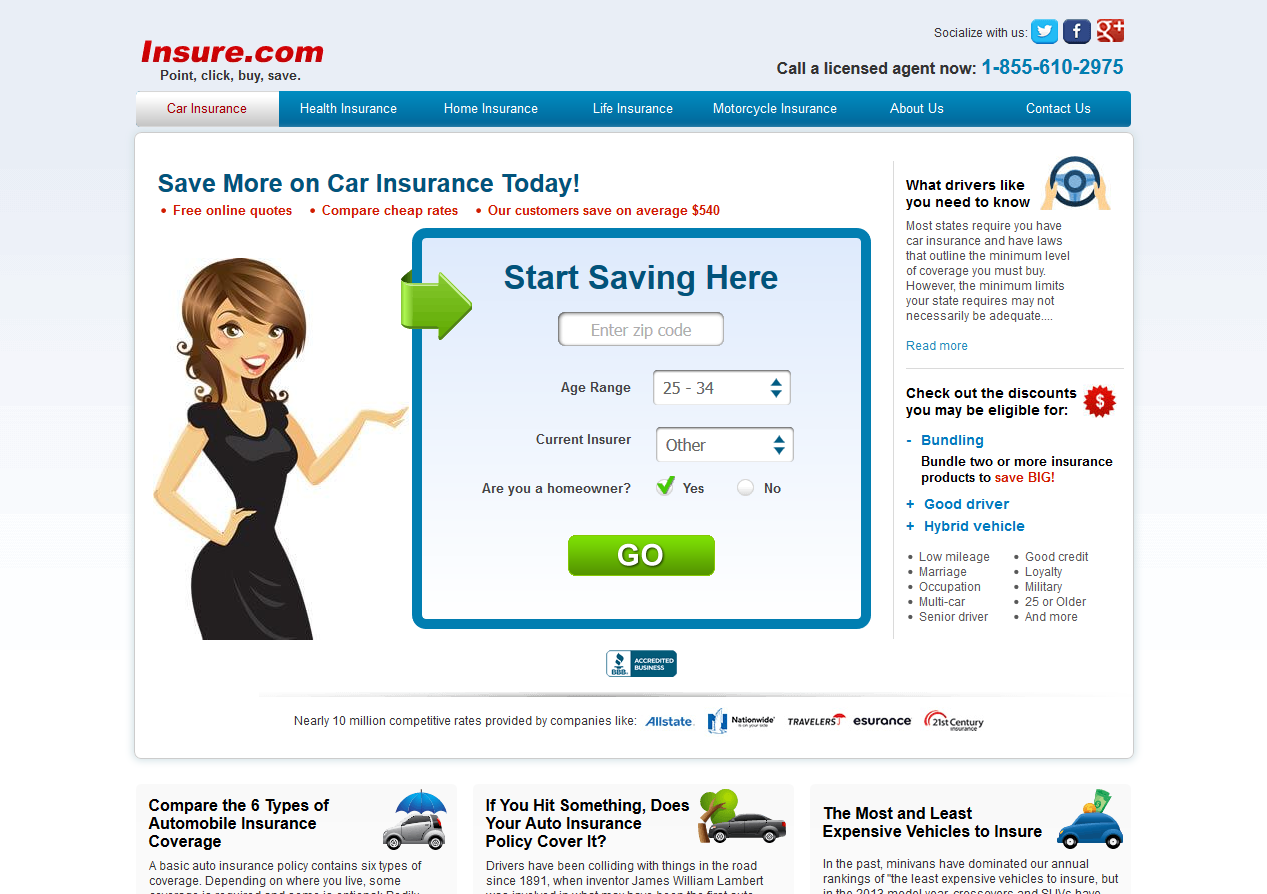 Insure.com
Point, click, buy, save.
Socialize with us:
Call a licensed agent now: 1-855-610-2975
Car Insurance Health Insurance Home Insurance Life Insurance Motorcycle Insurance About Us Contact Us
Save More on Car Insurance Today!
• Free online quotes • Compare cheap rates • Our customers save on average $540
Start Saving Here
Enter zip code
Age Range 25 - 34
Current Insurer Other
Are you a homeowner? Yes No
GO
What drivers like
you need to know
Most states require you have
car insurance and have laws
that outline the minimum level
of coverage you must buy.
However, the minimum limits
your state requires may not
necessarily be adequate....
Read more
Check out the discounts
you may be eligible for:
$
- Bundling
Bundle two or more insurance
products to save BIG!
+ Good driver
+ Hybrid vehicle
• Low mileage
• Marriage
• Occupation
• Multi-car
• Senior driver
• Good credit
• Loyalty
• Military
• 25 or Older
• And more
BBB. ACCREDITED
BUSINESS
Nearly 10 million competitive rates provided by companies like: Allstate. Nationwide is on your side TRAVELERS esurance 21st Century Insurance
Compare the 6 Types of
Automobile Insurance
Coverage
A basic auto insurance policy contains six types of
coverage. Depending on where you live, some
If You Hit Something, Does
Your Auto Insurance
Policy Cover It?
Drivers have been colliding with things in the road
since 1891, when inventor James William Lambert
The Most and Least
Expensive Vehicles to Insure
In the past, minivans have dominated our annual
rankings of "the least expensive vehicles to insure, but
in the 2013 model year, crossovers and SUVs have